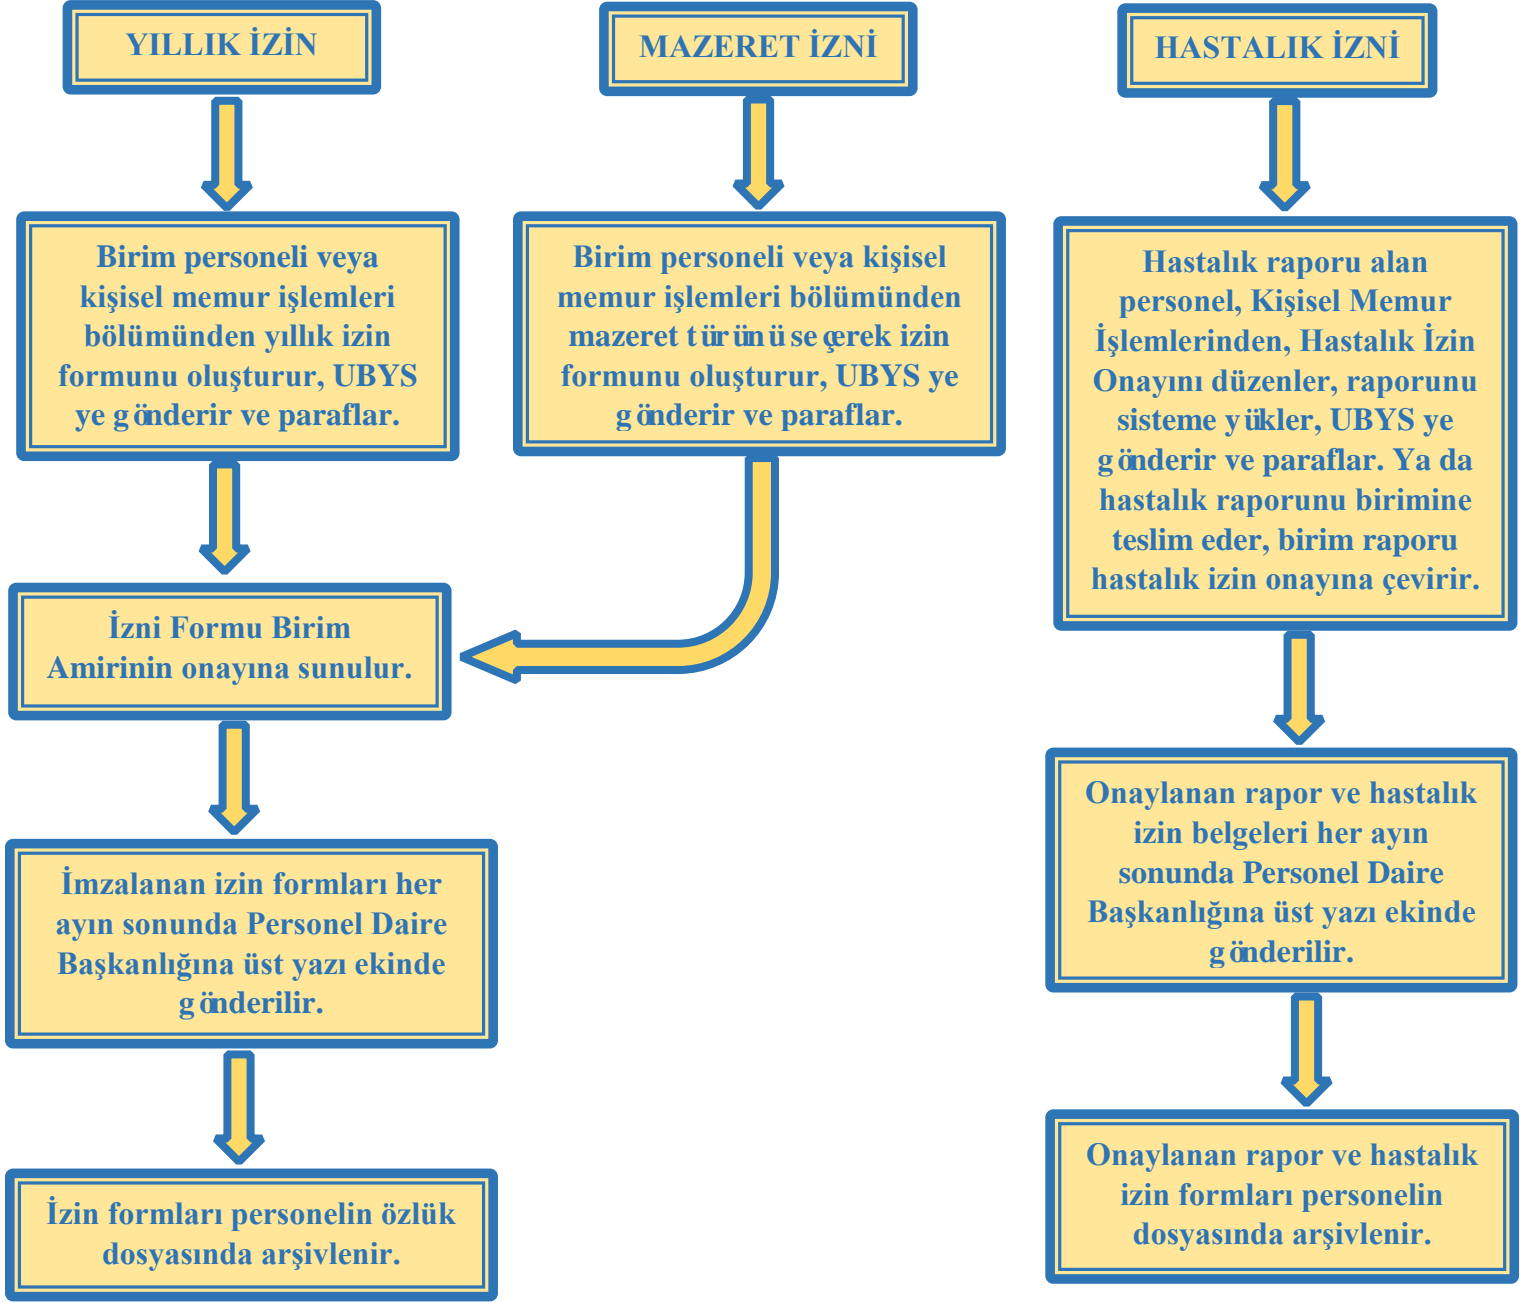 YILLIK İZİN
Birim personeli veya
kişisel memur işlemleri
bölümünden yıllık izin
formunu oluşturur, UBYS
ye gönderir ve paraflar.
MAZERET İZNİ
Birim personeli veya kişisel
memur işlemleri bölümünden
mazeret türünü seçerek izin
formunu oluşturur, UBYS ye
gönderir ve paraflar.
İzni Formu Birim
Amirinin onayına sunulur.
İmzalanan izin formları her
ayın sonunda Personel Daire
Başkanlığına üst yazı ekinde
gönderilir.
İzin formları personelin özlük
dosyasında arşivlenir.
HASTALIK İZNİ
Hastalık raporu alan
personel, Kişisel Memur
İşlemlerinden, Hastalık İzin
Onayını düzenler, raporunu
sisteme yükler, UBYS ye
gönderir ve paraflar. Ya da
hastalık raporunu birimine
teslim eder, birim raporu
hastalık izin onayına çevirir.
Onaylanan rapor ve hastalık
izin belgeleri her ayın
sonunda Personel Daire
Başkanlığına üst yazı ekinde
gönderilir.
Onaylanan rapor ve hastalık
izin formları personelin
dosyasında arşivlenir.